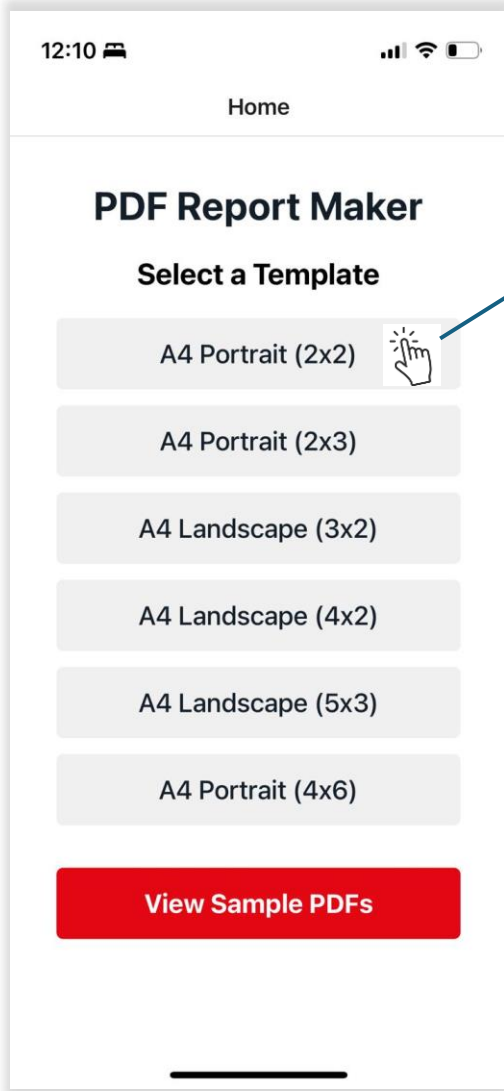 12:10
Home
PDF Report Maker
Select a Template
A4 Portrait (2x2)
A4 Portrait (2x3)
A4 Landscape (3x2)
A4 Landscape (4x2)
A4 Landscape (5x3)
A4 Portrait (4x6)
View Sample PDFs